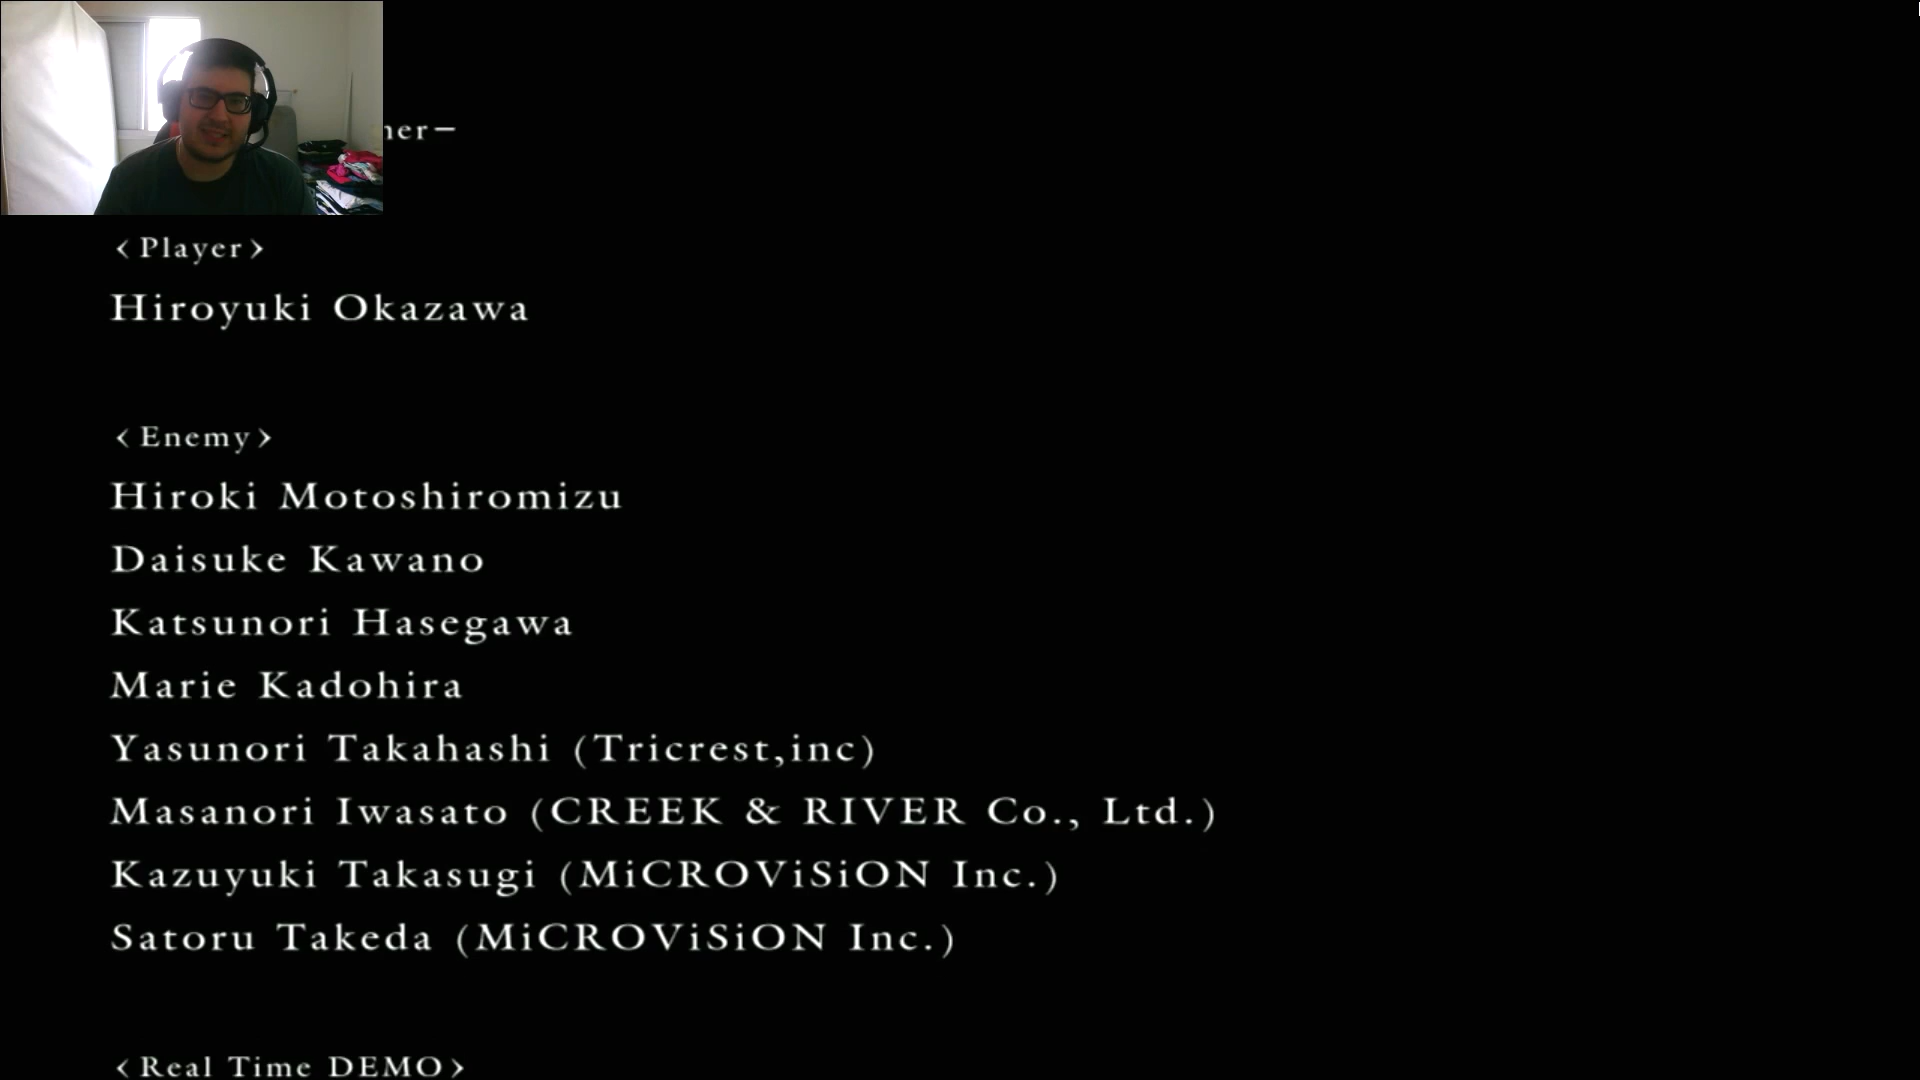 ner−
<Player>
Hiroyuki Okazawa
<Enemy>
Hiroki Motoshiromizu
Daisuke Kawano
Katsunori Hasegawa
Marie Kadohira
Yasunori Takahashi (Tricrest,inc)
Masanori Iwasato (CREEK & RIVER Co., Ltd.)
Kazuyuki Takasugi (MiCROViSiON Inc.)
Satoru Takeda (MiCROViSiON Inc.)
<Real Time DEMO>